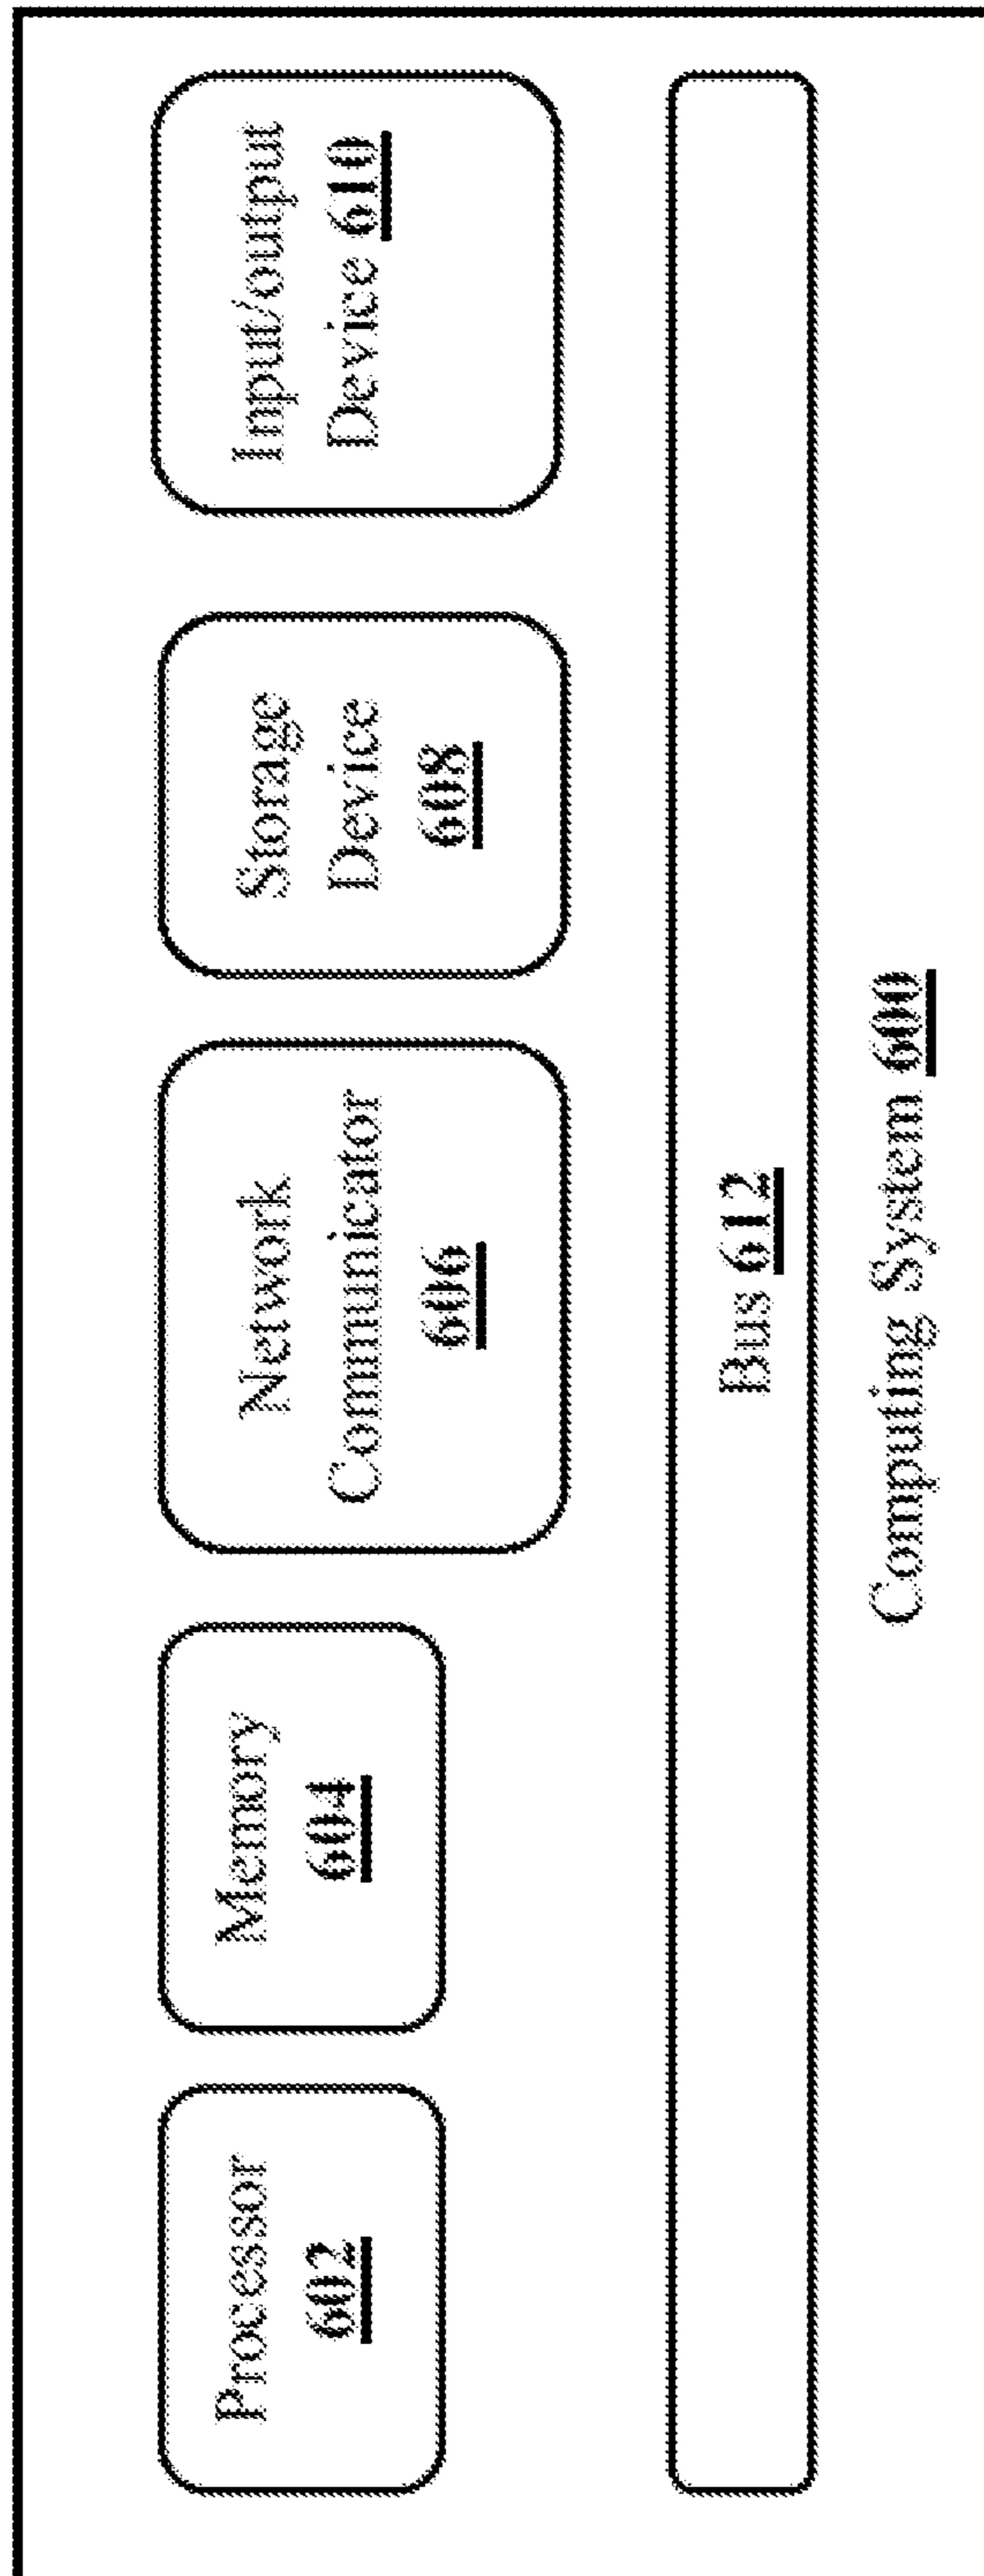 Processor
602
Memory
604
Network
Communicator
606
Storage
Device
608
Input/output
Device 610
Bus 612
Computing System 600